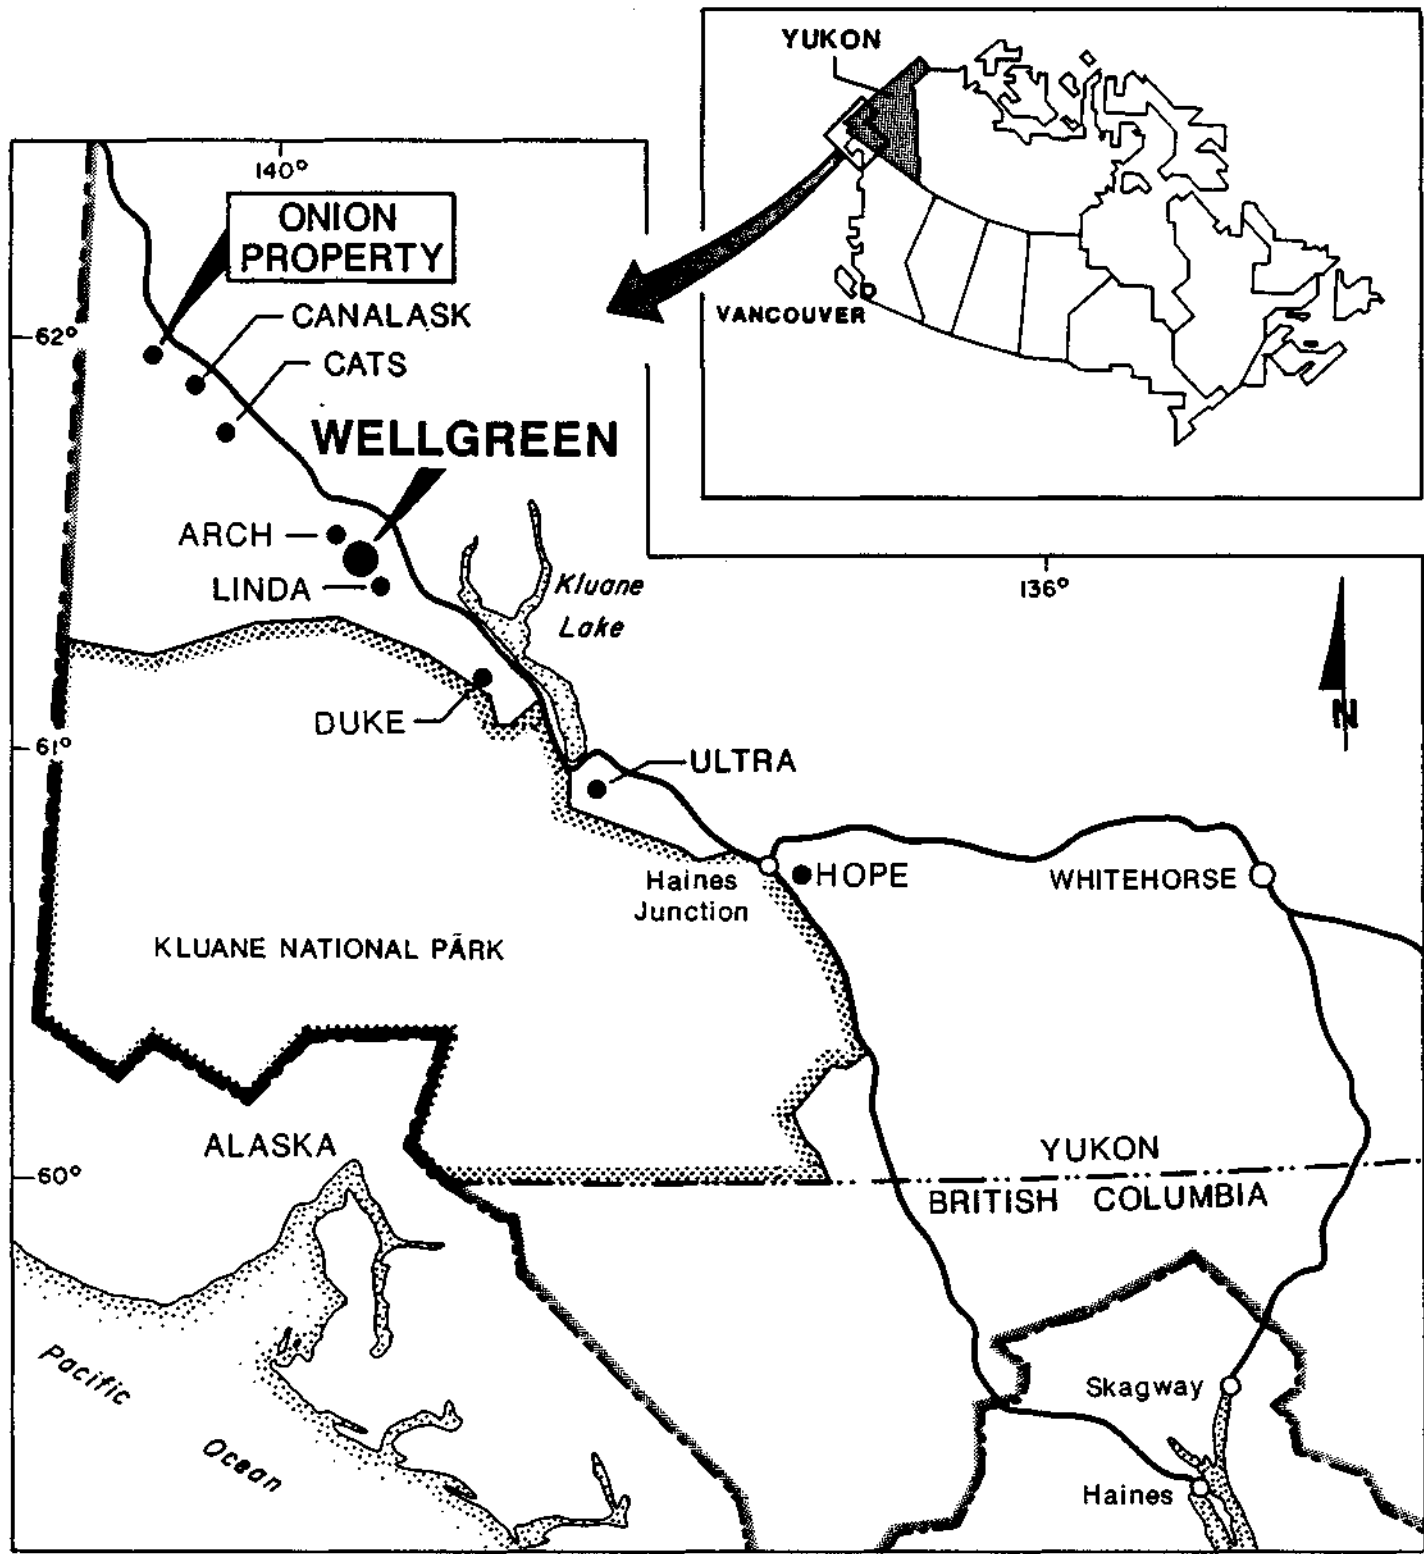 YUKON
VANCOUVER
140°
ONION
PROPERTY
CANALASK
62°
CATS
WELLGREEN
ARCH
LINDA
Kluane
Lake
136°
N
DUKE
61°
ULTRA
Haines
Junction
HOPE
WHITEHORSE
KLUANE NATIONAL PARK
ALASKA
YUKON
60°
BRITISH COLUMBIA
Pacific
Ocean
Skagway
Haines